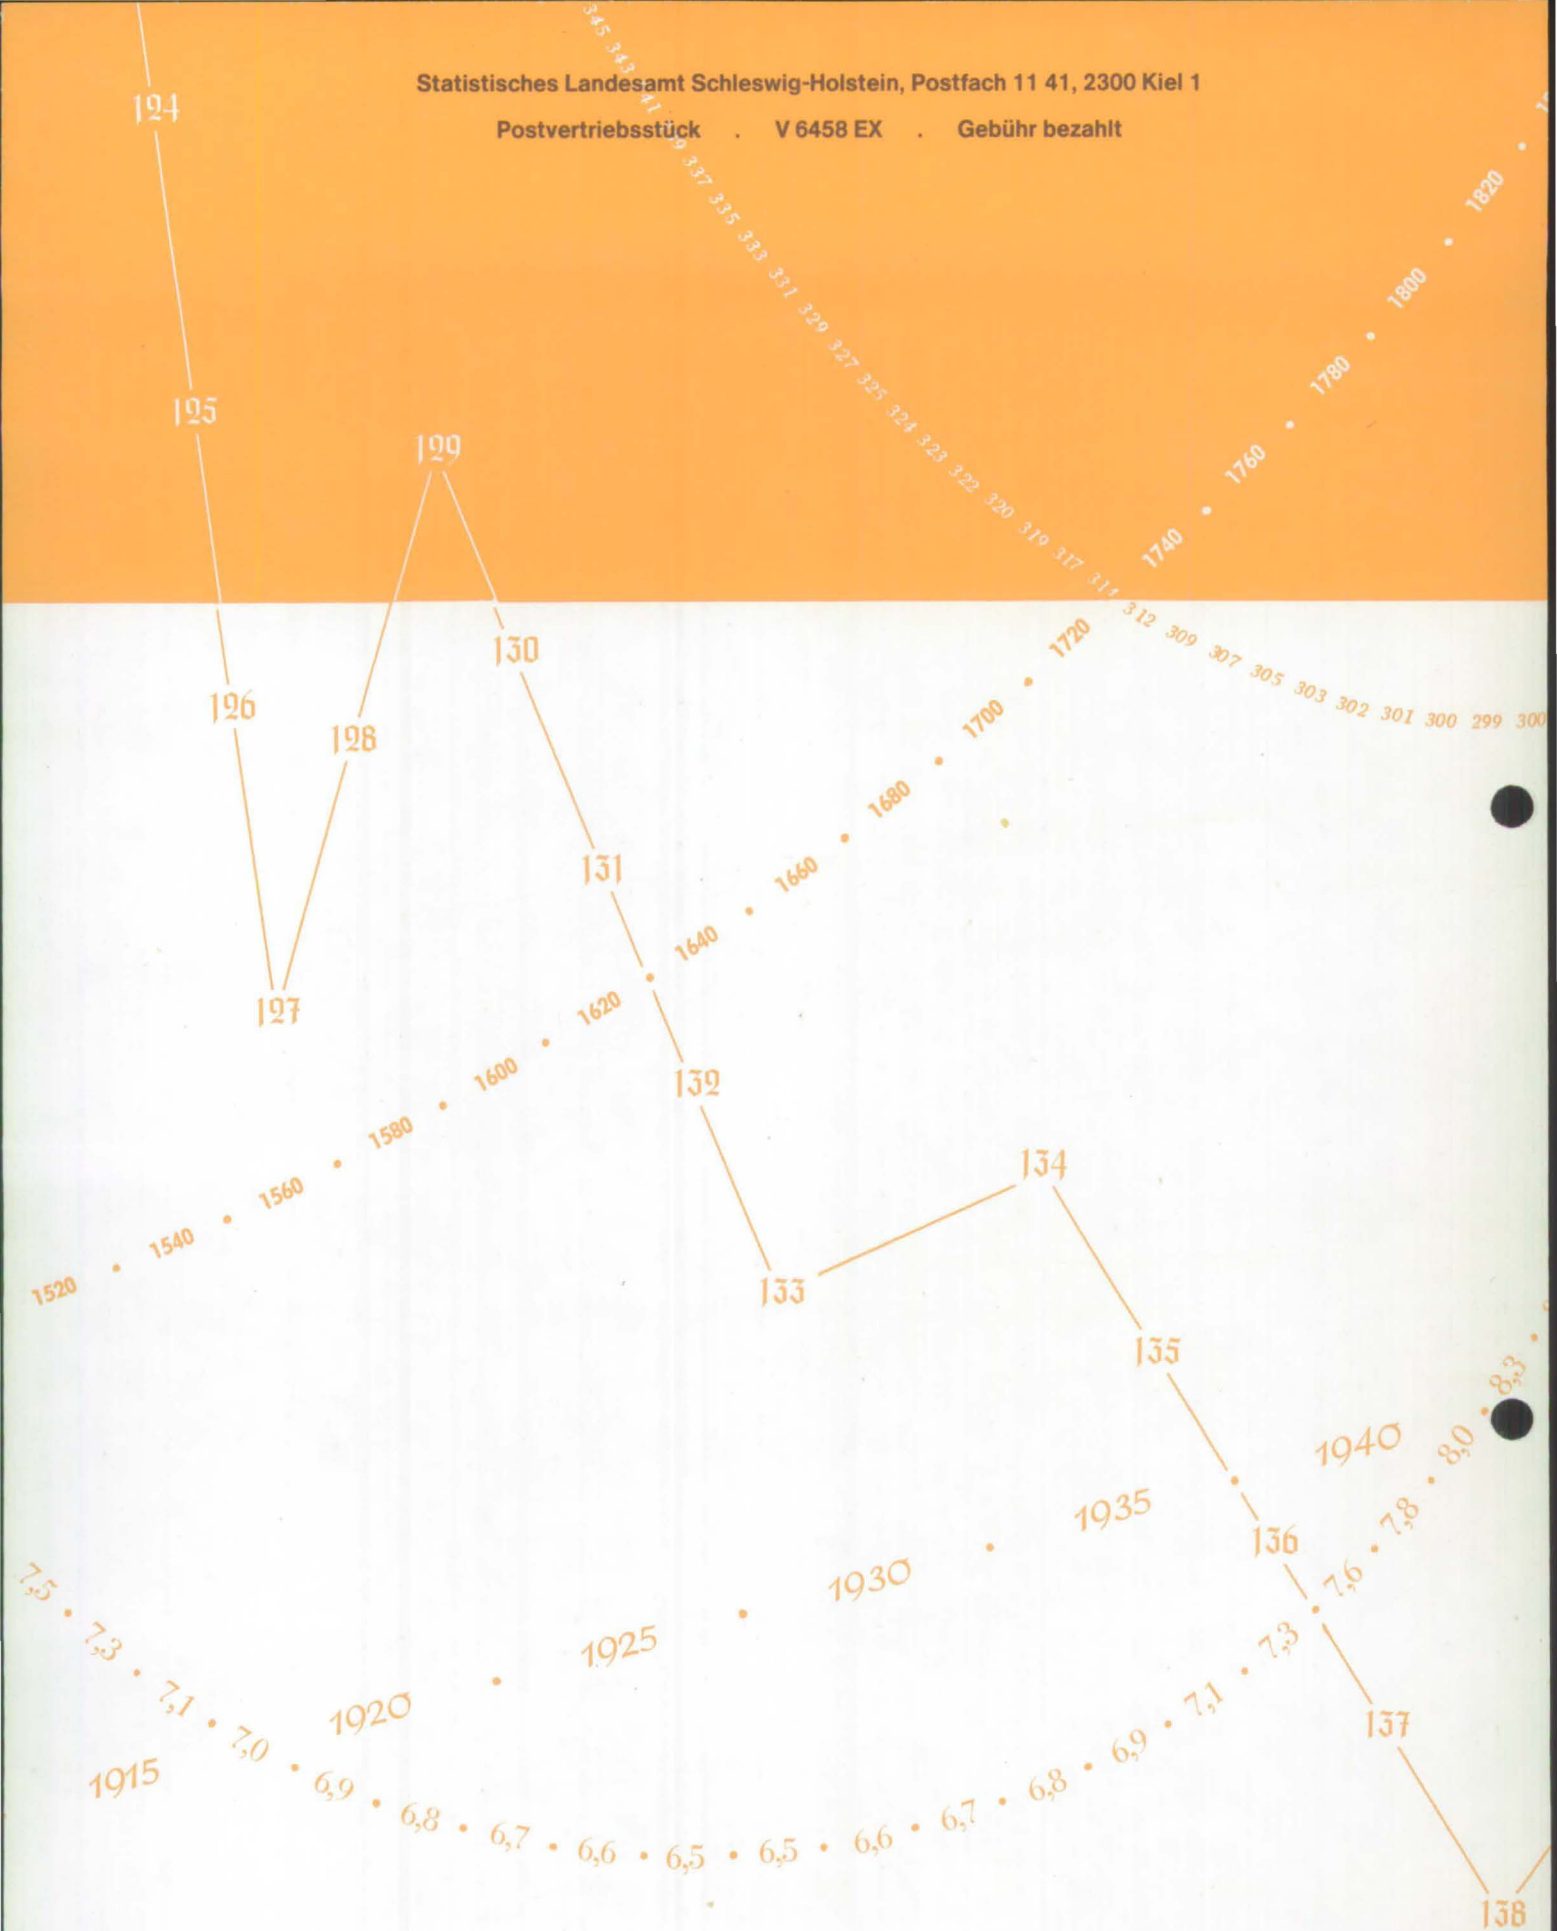 Statistisches Landesamt Schleswig-Holstein, Postfach 11 41, 2300 Kiel 1
Postvertriebsstück . V 6458 EX . Gebühr bezahlt
124
125
126
127
128
129
130
131
132
133
134
135
136
137
138
345 343 41 39 337 335 333 331 329 327 325 324 323 322 320 319 317 312 309 307 305 303 302 301 300 299 300
1520 • 1540 • 1560 • 1580 • 1600 • 1620 • 1640 • 1660 • 1680 • 1700 • 1720 1740 • 1760 • 1780 • 1800 • 1820 •
1915 1920 • 1925 • 1930 • 1935 • 1940
7,5 • 7,3 • 7,1 • 7,0 • 6,9 • 6,8 • 6,7 • 6,6 • 6,5 • 6,5 • 6,6 • 6,7 • 6,8 • 6,9 • 7,1 • 7,3 • 7,6 • 7,8 • 8,0 • 8,3 •